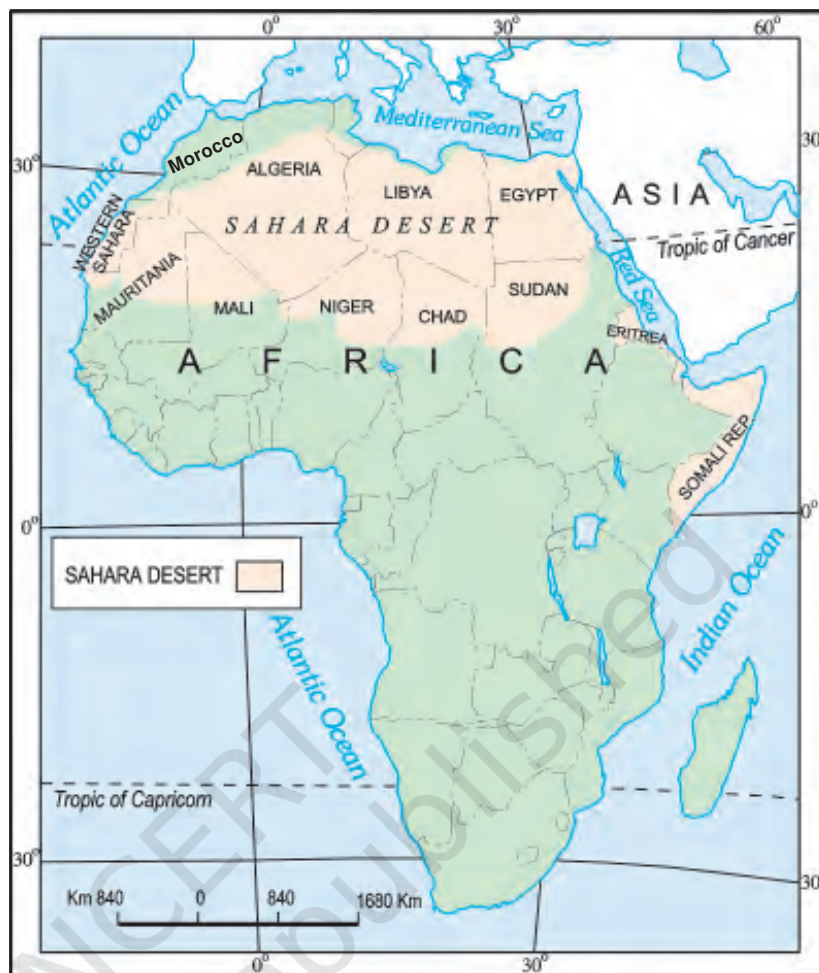 0°
30°
60°
Atlantic Ocean
Mediterranean Sea
30°
30°
Morocco
ALGERIA
LIBYA
EGYPT
ASIA
WESTERN
SAHARA
SAHARA DESERT
Tropic of Cancer
Red Sea
MAURITANIA
MALI
NIGER
CHAD
SUDAN
ERITREA
AFRICA
SOMALI REP
0°
0°
SAHARA DESERT
Atlantic Ocean
Indian Ocean
Tropic of Capricorn
30°
30°
Km 840 0 840 1680 Km
0°
30°
NCERT
republished